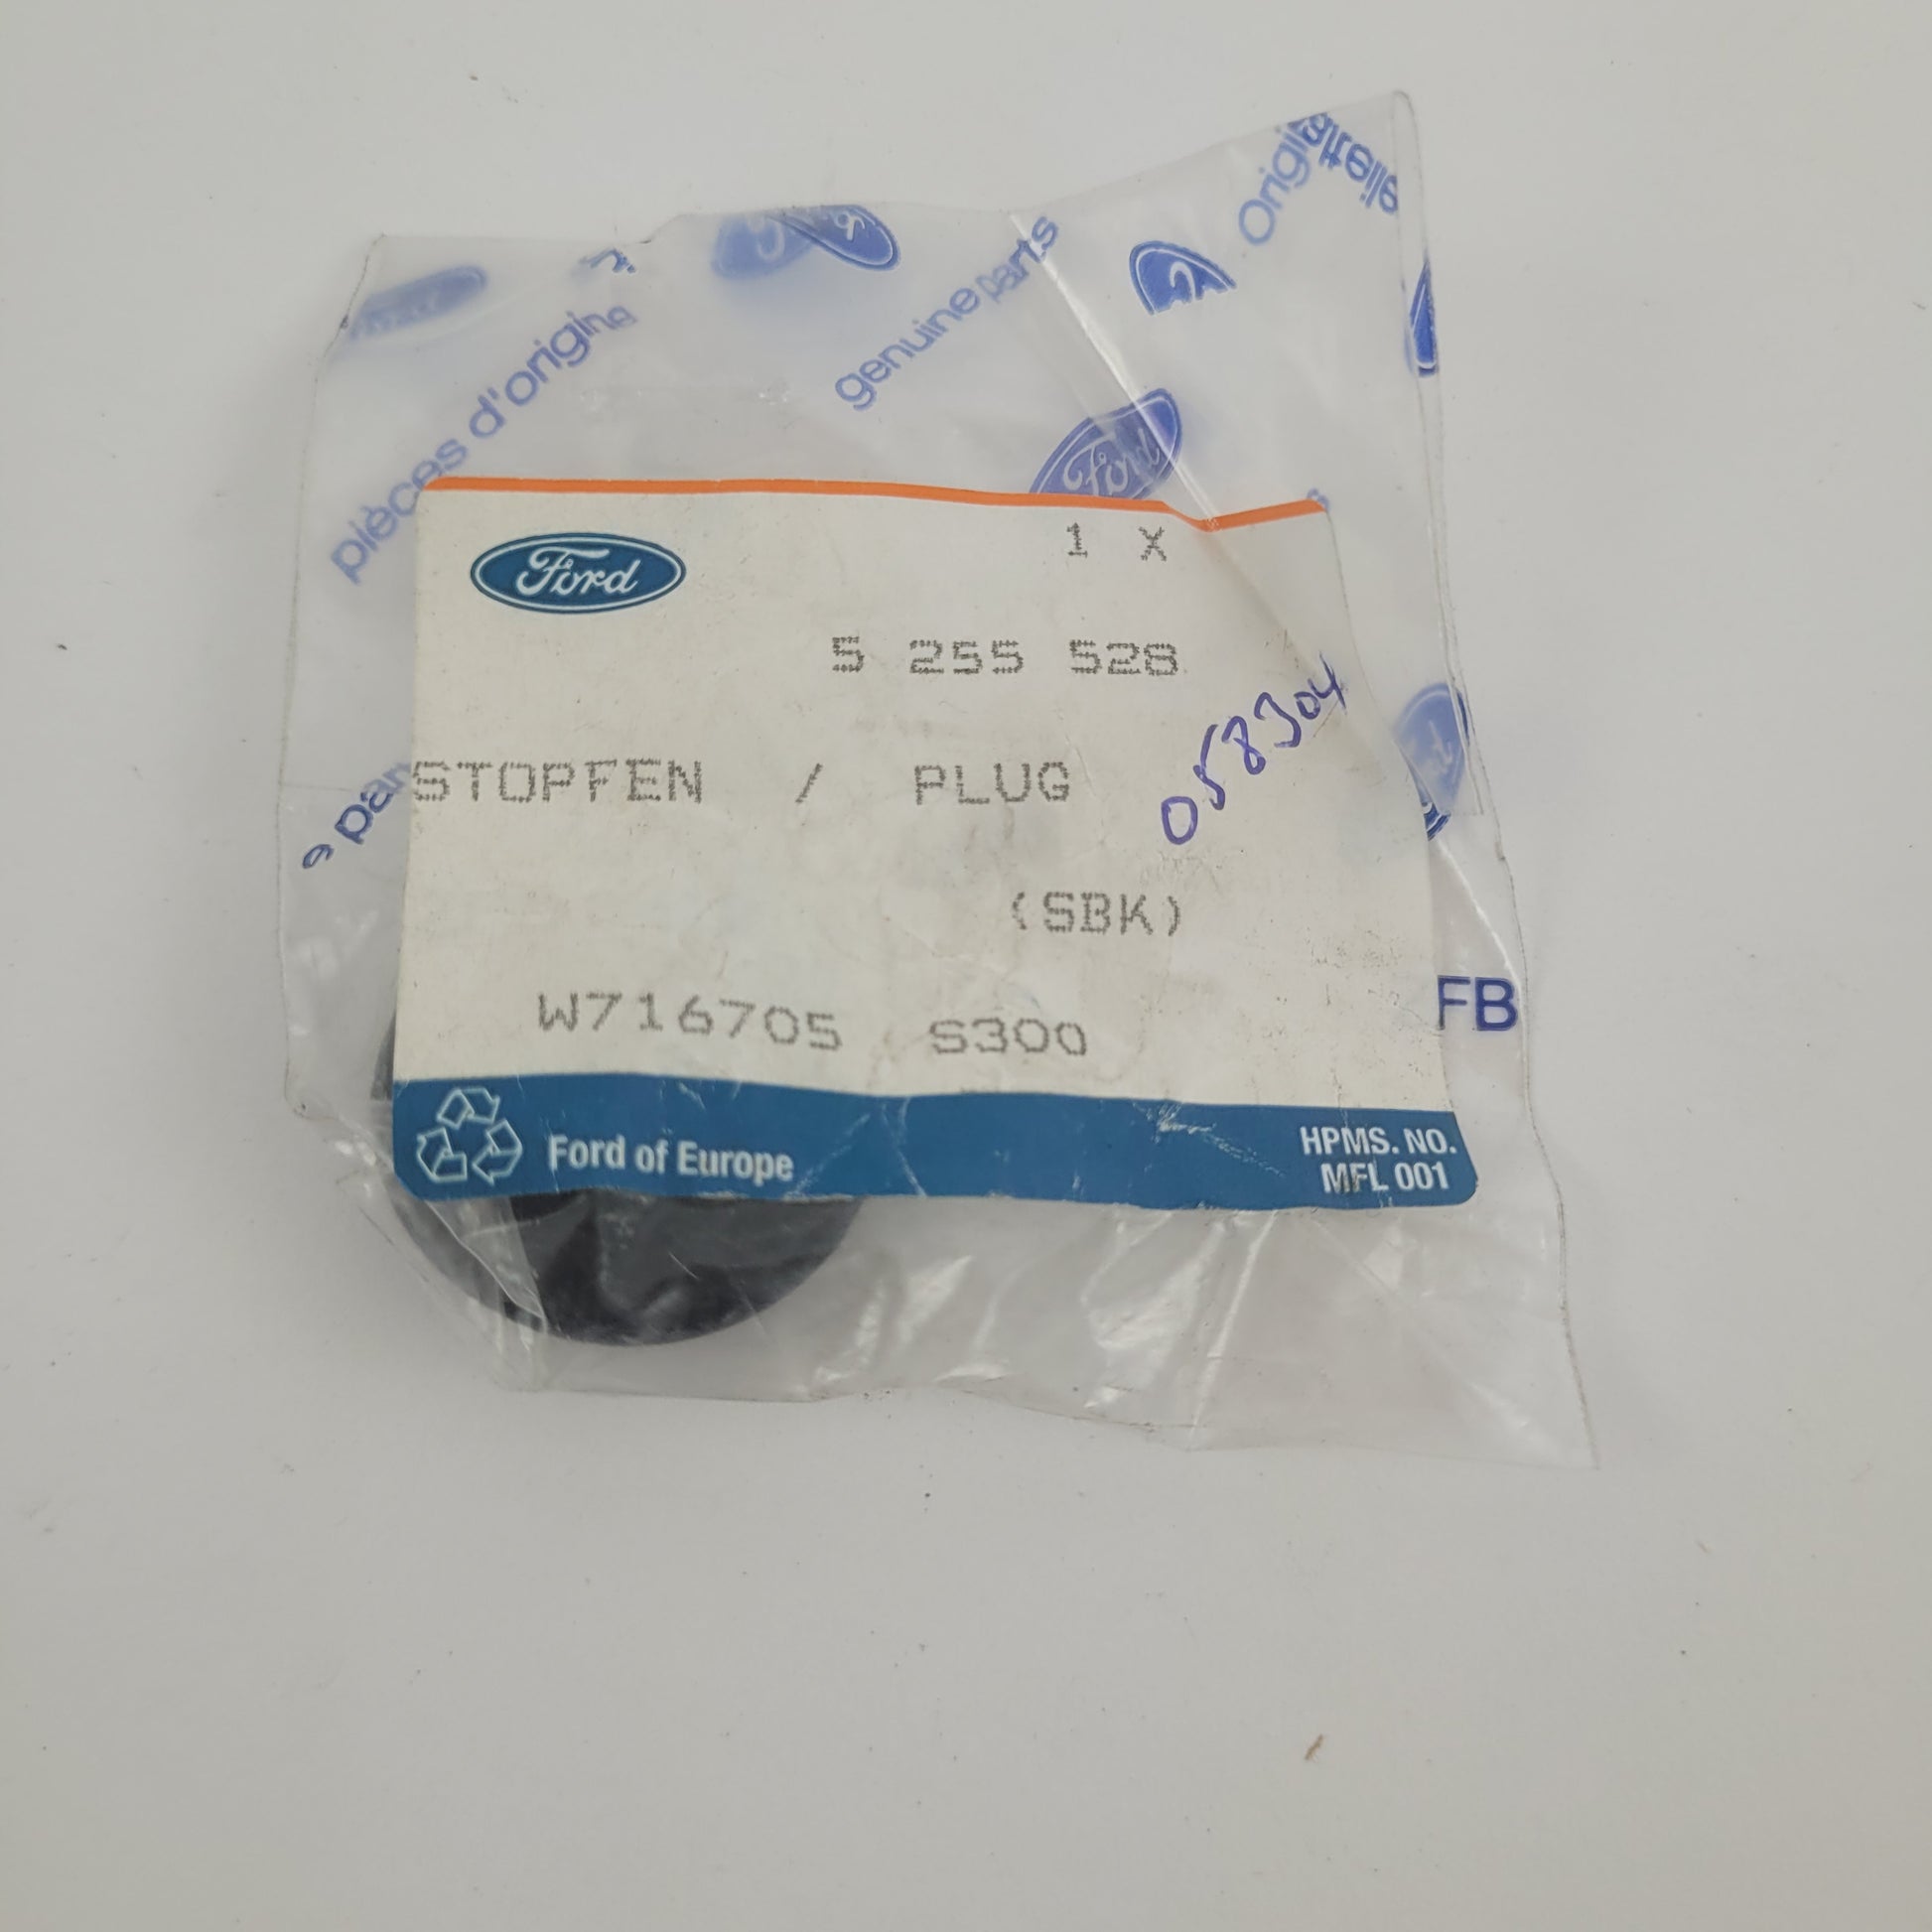 Originalteile
genuine parts
pièces d'origine
Ford
Ford
1 X
5 255 528
058304
STOPFEN / PLUG
(SBK)
FB
W716705 S300
Ford of Europe
HPMS. NO.
MFL 001